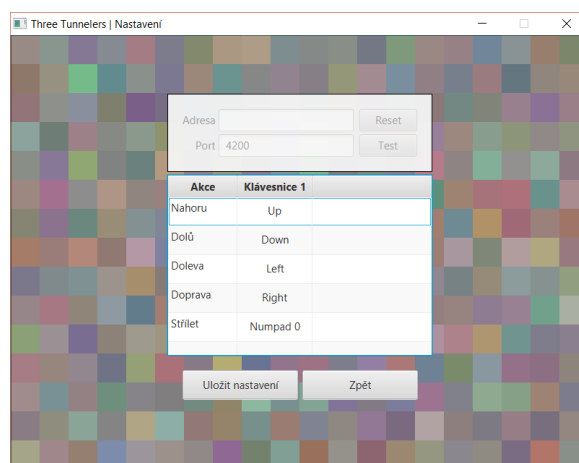 Three Tunnelers | Nastavení
Adresa Reset
Port 4200 Test
Akce Klávesnice 1
Nahoru Up
Dolů Down
Doleva Left
Doprava Right
Střílet Numpad 0
Uložit nastavení Zpět